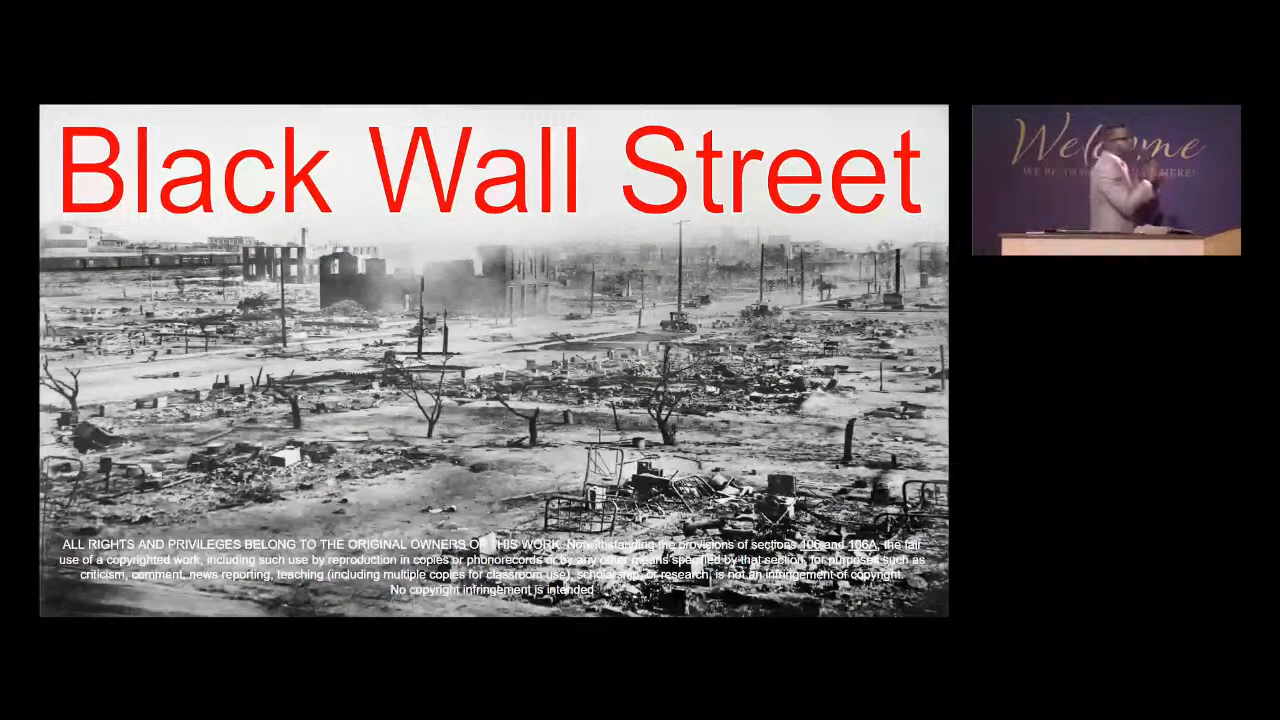 Black Wall Street
Welcome
HERE!
ALL RIGHTS AND PRIVILEGES BELONG TO THE ORIGINAL OWNERS OF THIS WORK. Notwithstanding the provisions of sections 106 and 106A, the fair
use of a copyrighted work, including such use by reproduction in copies or phonorecords or by any other means specified by that section, for purposes such as
criticism, comment, news reporting, teaching (including multiple copies for classroom use), scholarship, or research, is not an infringement of copyright.
No copyright infringement is intended